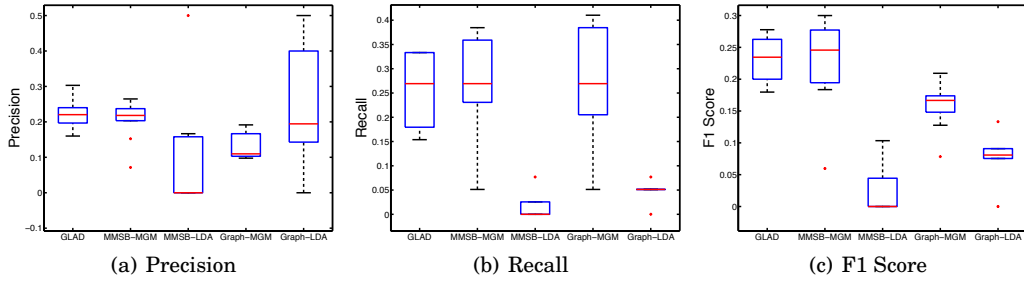 0.5
0.4
0.3
0.2
0.1
0
−0.1
Precision
GLAD MMSB−MGM MMSB−LDA Graph−MGM Graph−LDA
(a) Precision
0.35
0.3
0.25
0.2
0.15
0.1
0.05
0
Recall
GLAD MMSB−MGM MMSB−LDA Graph−MGM Graph−LDA
(b) Recall
0.3
0.25
0.2
0.15
0.1
0.05
0
F1 Score
GLAD MMSB−MGM MMSB−LDA Graph−MGM Graph−LDA
(c) F1 Score